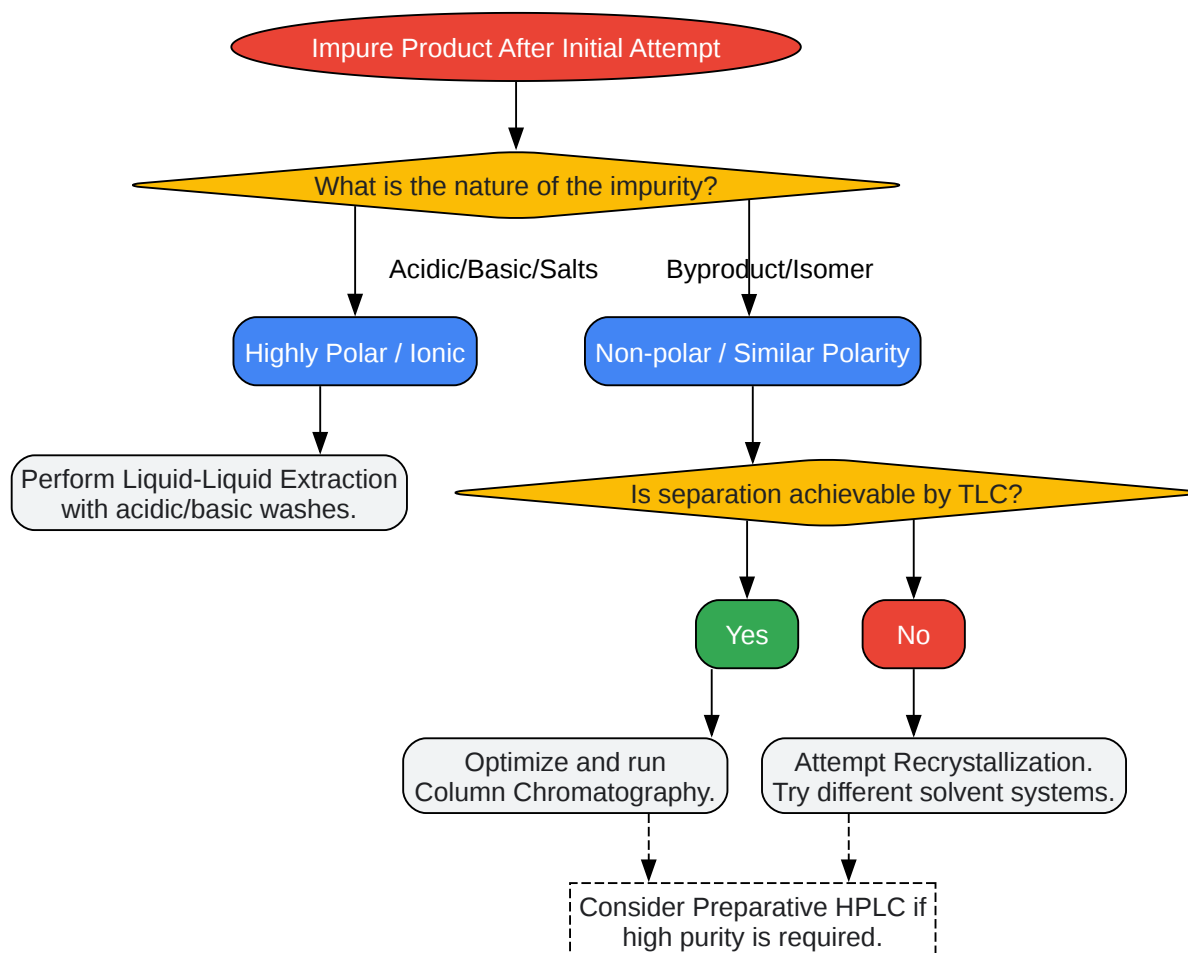 Impure Product After Initial Attempt
What is the nature of the impurity?
Acidic/Basic/Salts
Byproduct/Isomer
Highly Polar / Ionic
Non-polar / Similar Polarity
Perform Liquid-Liquid Extraction
with acidic/basic washes.
Is separation achievable by TLC?
Yes
No
Optimize and run
Column Chromatography.
Attempt Recrystallization.
Try different solvent systems.
Consider Preparative HPLC if
high purity is required.